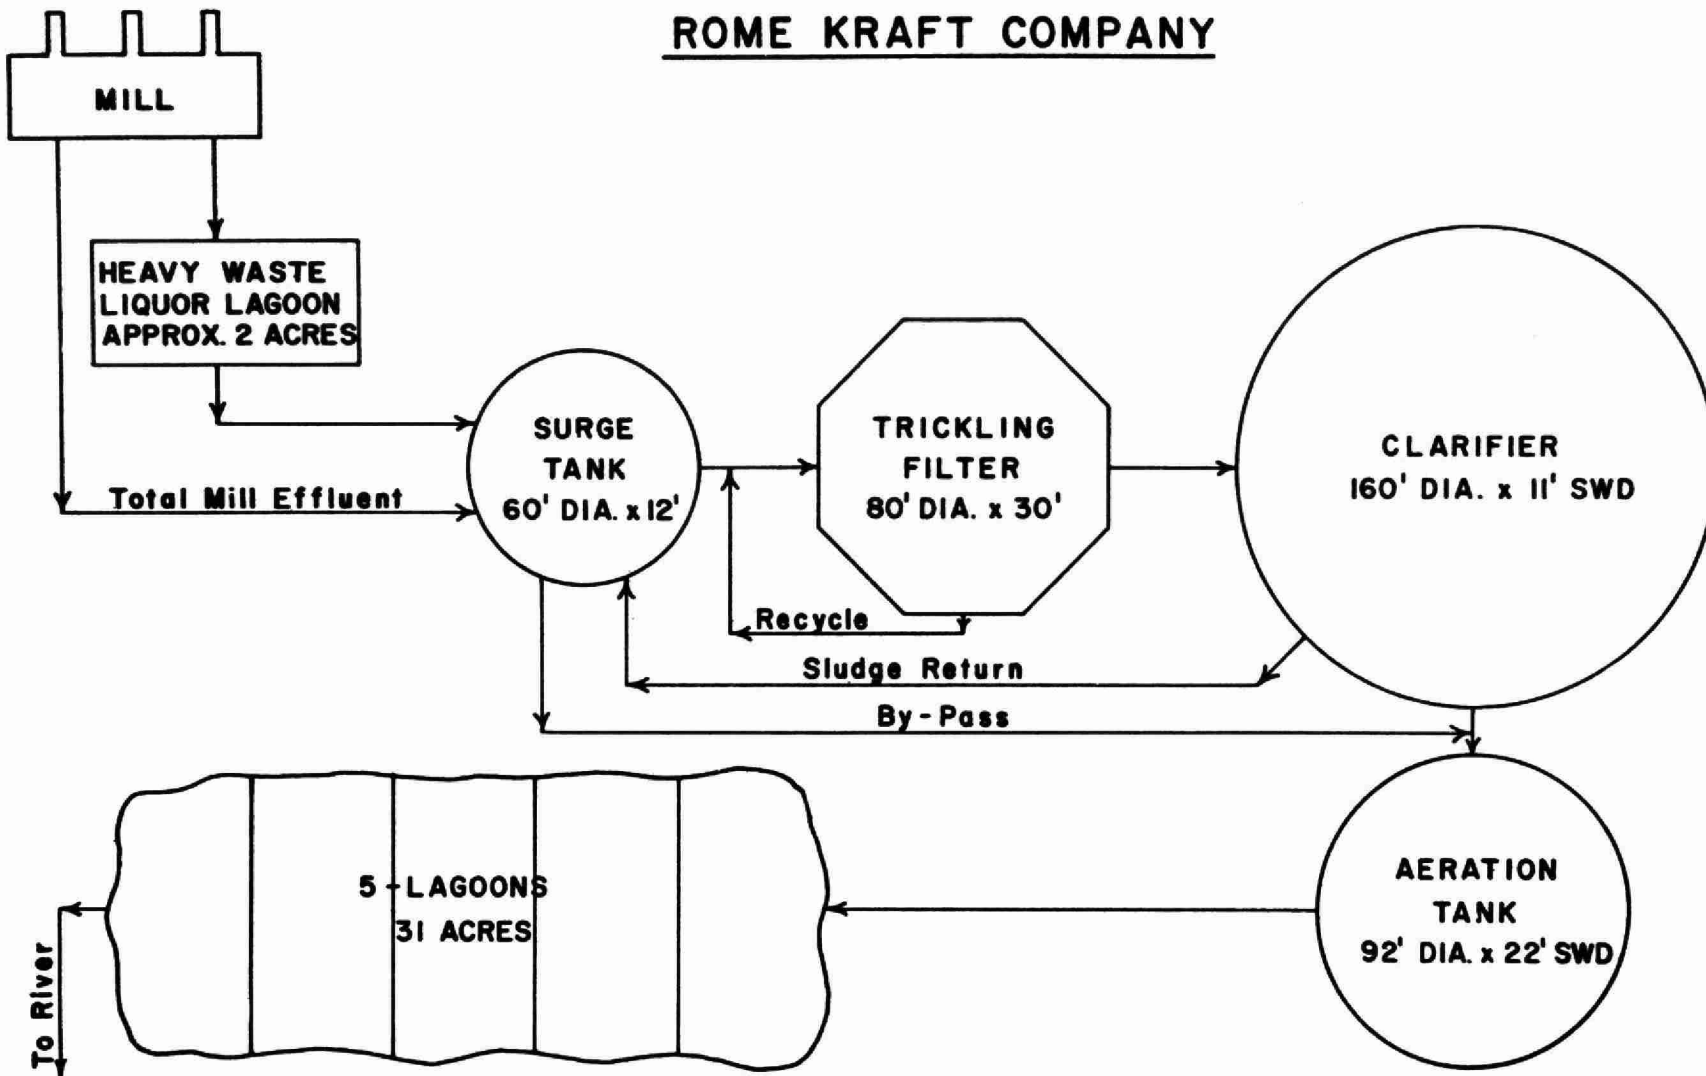 ROME KRAFT COMPANY
MILL
HEAVY WASTE
LIQUOR LAGOON
APPROX. 2 ACRES
SURGE
TANK
60' DIA. x 12'
Total Mill Effluent
TRICKLING
FILTER
80' DIA. x 30'
CLARIFIER
160' DIA. x 11' SWD
Recycle
Sludge Return
By-Pass
5-LAGOONS
31 ACRES
AERATION
TANK
92' DIA. x 22' SWD
To River